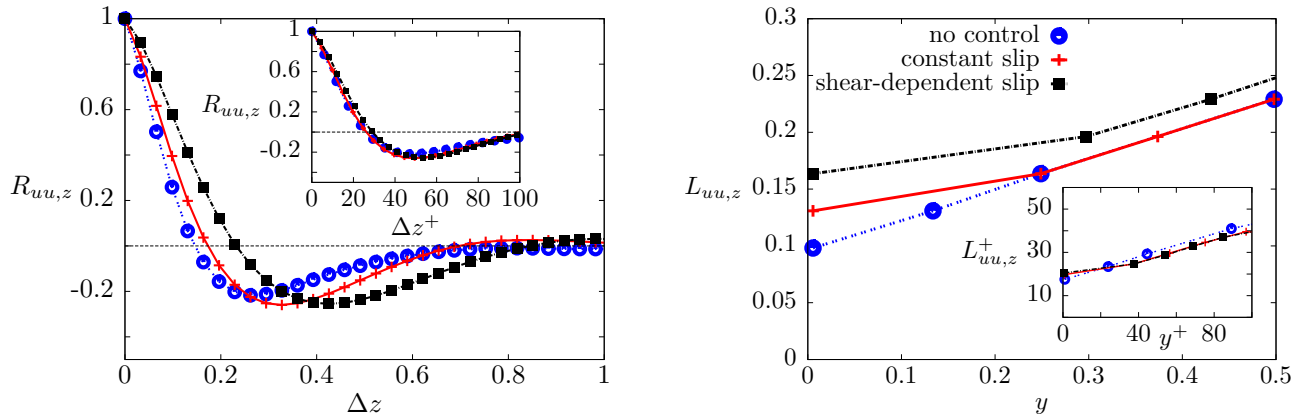 1
0.6
R_{uu,z}
0.2
-0.2
0 0.2 0.4 0.6 0.8 1
Δz
1
0.6
R_{uu,z}
0.2
-0.2
0 20 40 60 80 100
Δz^+
no control
constant slip
shear-dependent slip
0.3
0.25
0.2
L_{uu,z}
0.15
0.1
0.05
0
0 0.1 0.2 0.3 0.4 0.5
y
50
L^+_{uu,z}
30
10
0 40 y^+ 80